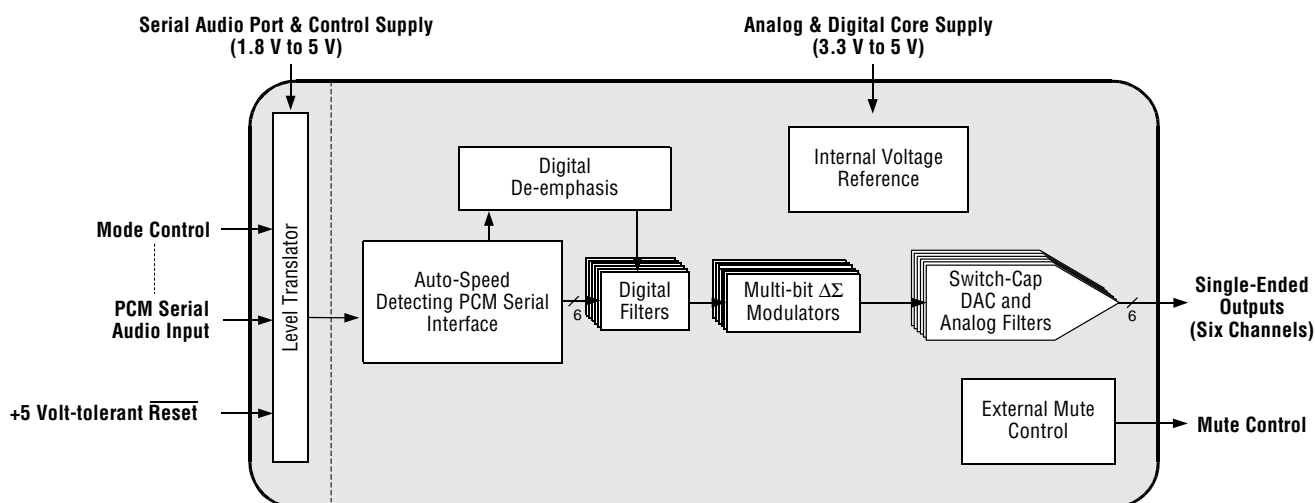 Serial Audio Port & Control Supply
(1.8 V to 5 V)
Analog & Digital Core Supply
(3.3 V to 5 V)
Internal Voltage
Reference
Digital
De-emphasis
Mode Control
PCM Serial
Audio Input
+5 Volt-tolerant Reset
Level Translator
Auto-Speed
Detecting PCM Serial
Interface
6
Digital
Filters
Multi-bit ΔΣ
Modulators
Switch-Cap
DAC and
Analog Filters
6
Single-Ended
Outputs
(Six Channels)
External Mute
Control
Mute Control